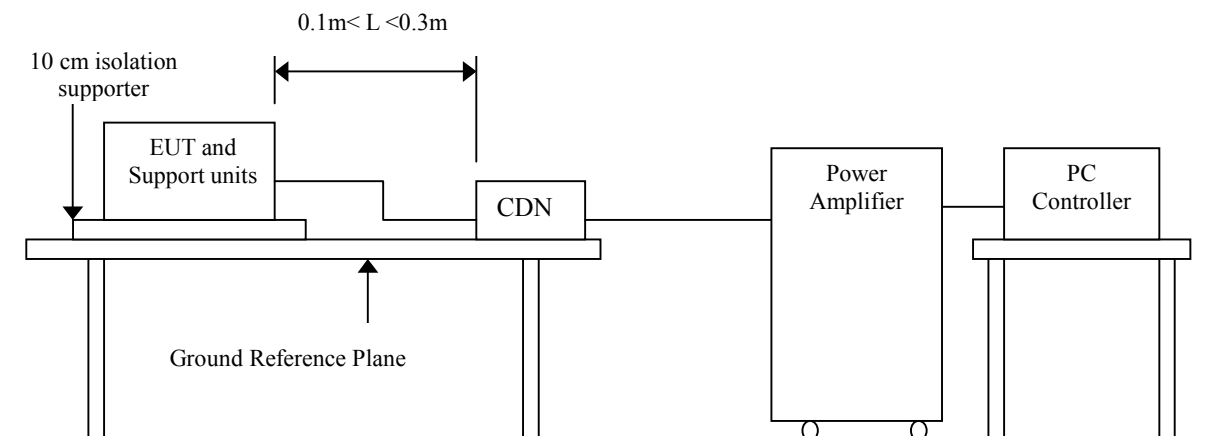 0.1m< L <0.3m
10 cm isolation
supporter
EUT and
Support units
CDN
Power
Amplifier
PC
Controller
Ground Reference Plane